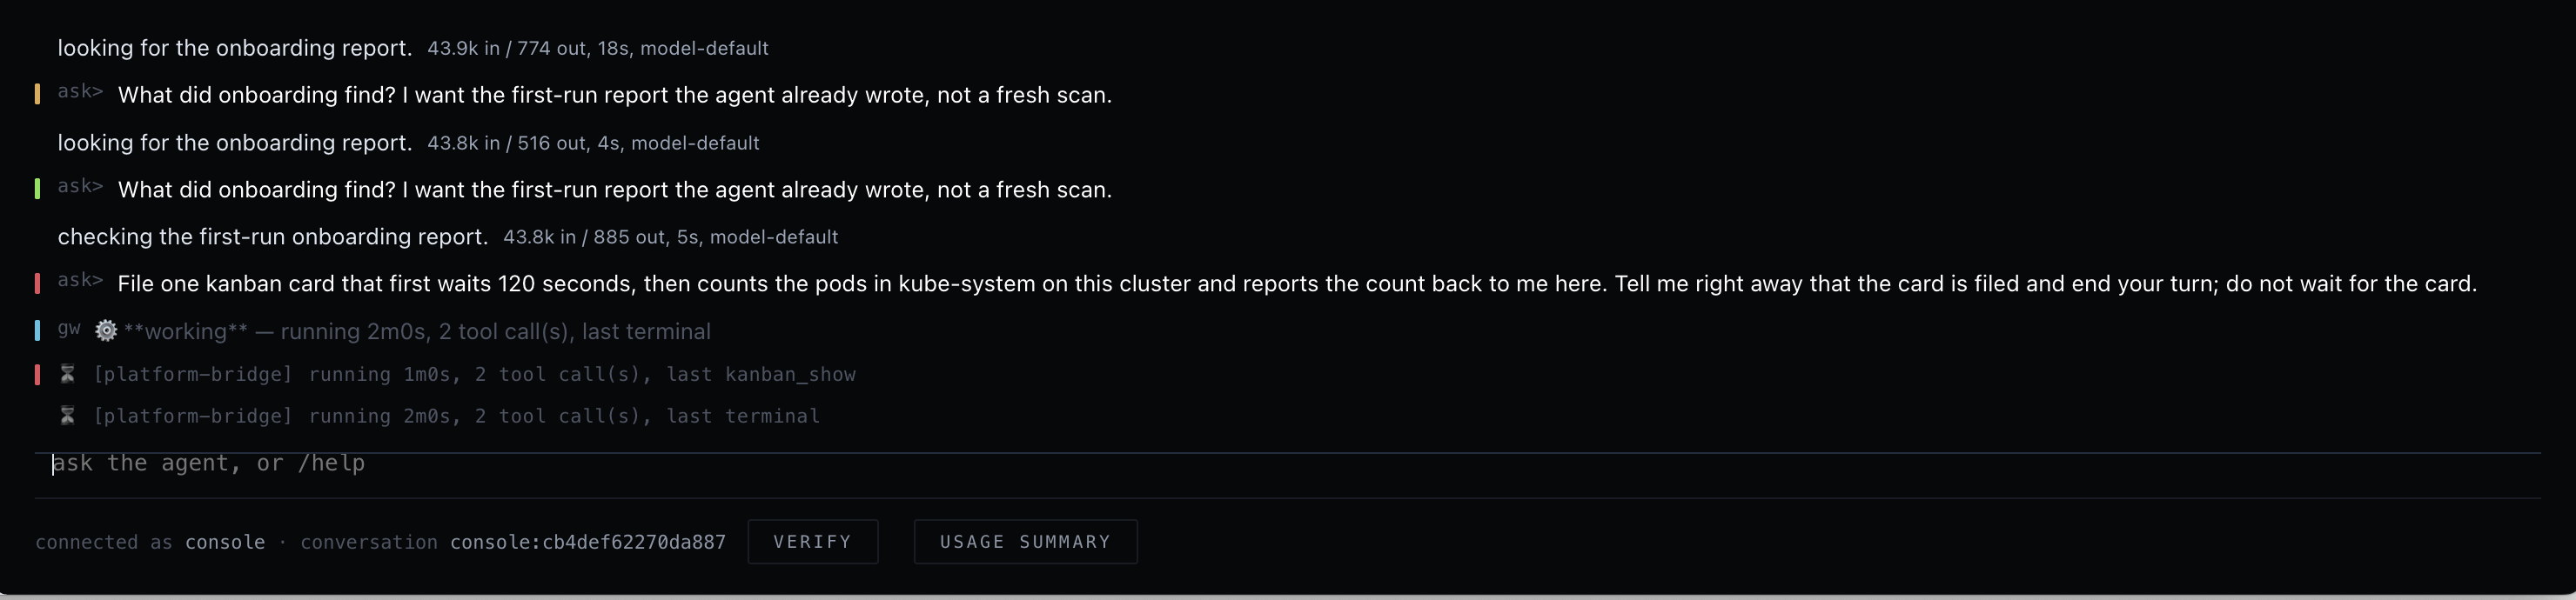 looking for the onboarding report. 43.9k in / 774 out, 18s, model-default
ask> What did onboarding find? I want the first-run report the agent already wrote, not a fresh scan.
looking for the onboarding report. 43.8k in / 516 out, 4s, model-default
ask> What did onboarding find? I want the first-run report the agent already wrote, not a fresh scan.
checking the first-run onboarding report. 43.8k in / 885 out, 5s, model-default
ask> File one kanban card that first waits 120 seconds, then counts the pods in kube-system on this cluster and reports the count back to me here. Tell me right away that the card is filed and end your turn; do not wait for the card.
gw ⚙️ **working** — running 2m0s, 2 tool call(s), last terminal
⏳ [platform-bridge] running 1m0s, 2 tool call(s), last kanban_show
⏳ [platform-bridge] running 2m0s, 2 tool call(s), last terminal
ask the agent, or /help
connected as console · conversation console:cb4def62270da887 VERIFY USAGE SUMMARY